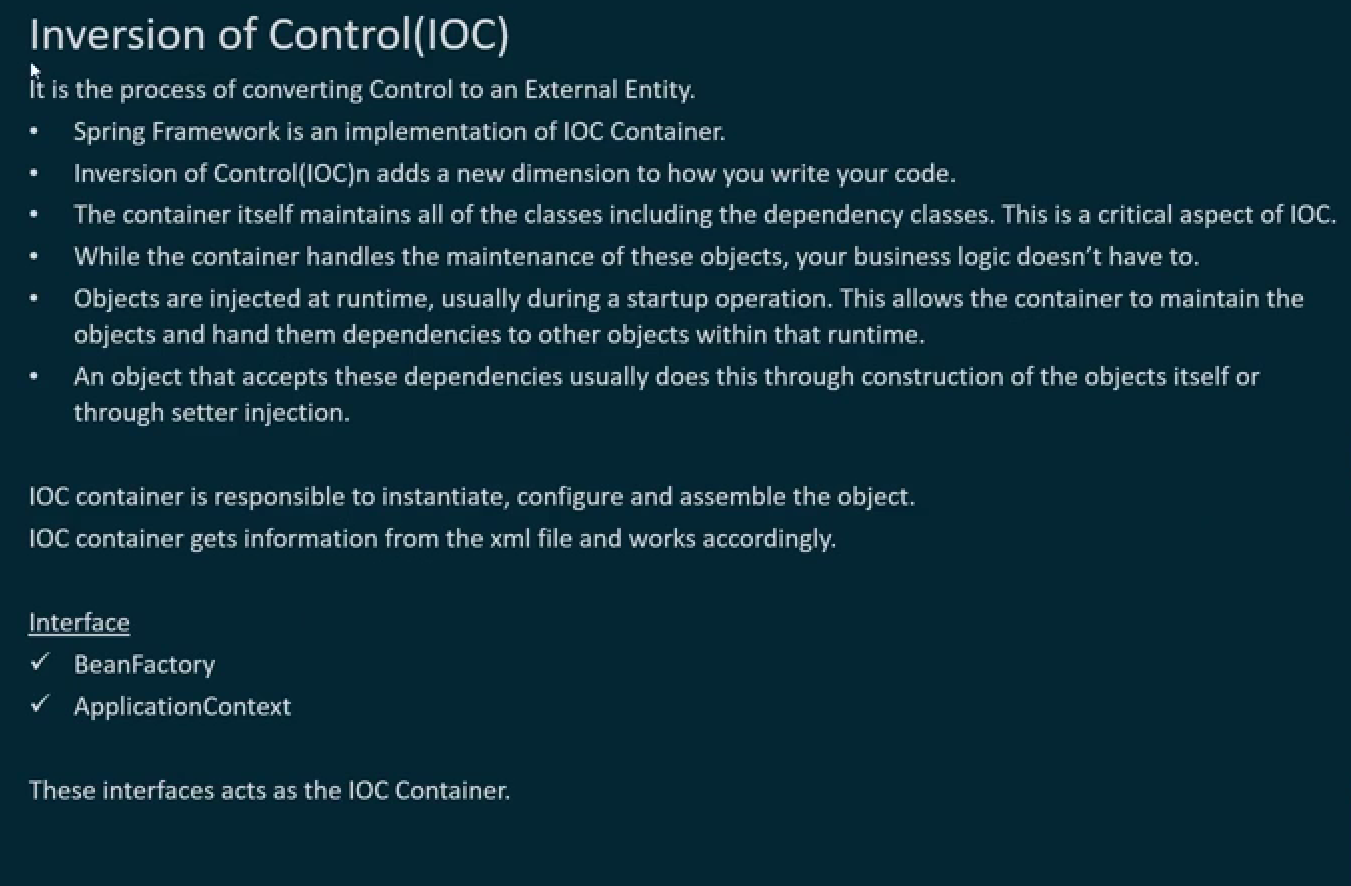 Inversion of Control(IOC)
It is the process of converting Control to an External Entity.
• Spring Framework is an implementation of IOC Container.
• Inversion of Control(IOC)n adds a new dimension to how you write your code.
• The container itself maintains all of the classes including the dependency classes. This is a critical aspect of IOC.
• While the container handles the maintenance of these objects, your business logic doesn’t have to.
• Objects are injected at runtime, usually during a startup operation. This allows the container to maintain the
objects and hand them dependencies to other objects within that runtime.
• An object that accepts these dependencies usually does this through construction of the objects itself or
through setter injection.
IOC container is responsible to instantiate, configure and assemble the object.
IOC container gets information from the xml file and works accordingly.
Interface
✓ BeanFactory
✓ ApplicationContext
These interfaces acts as the IOC Container.